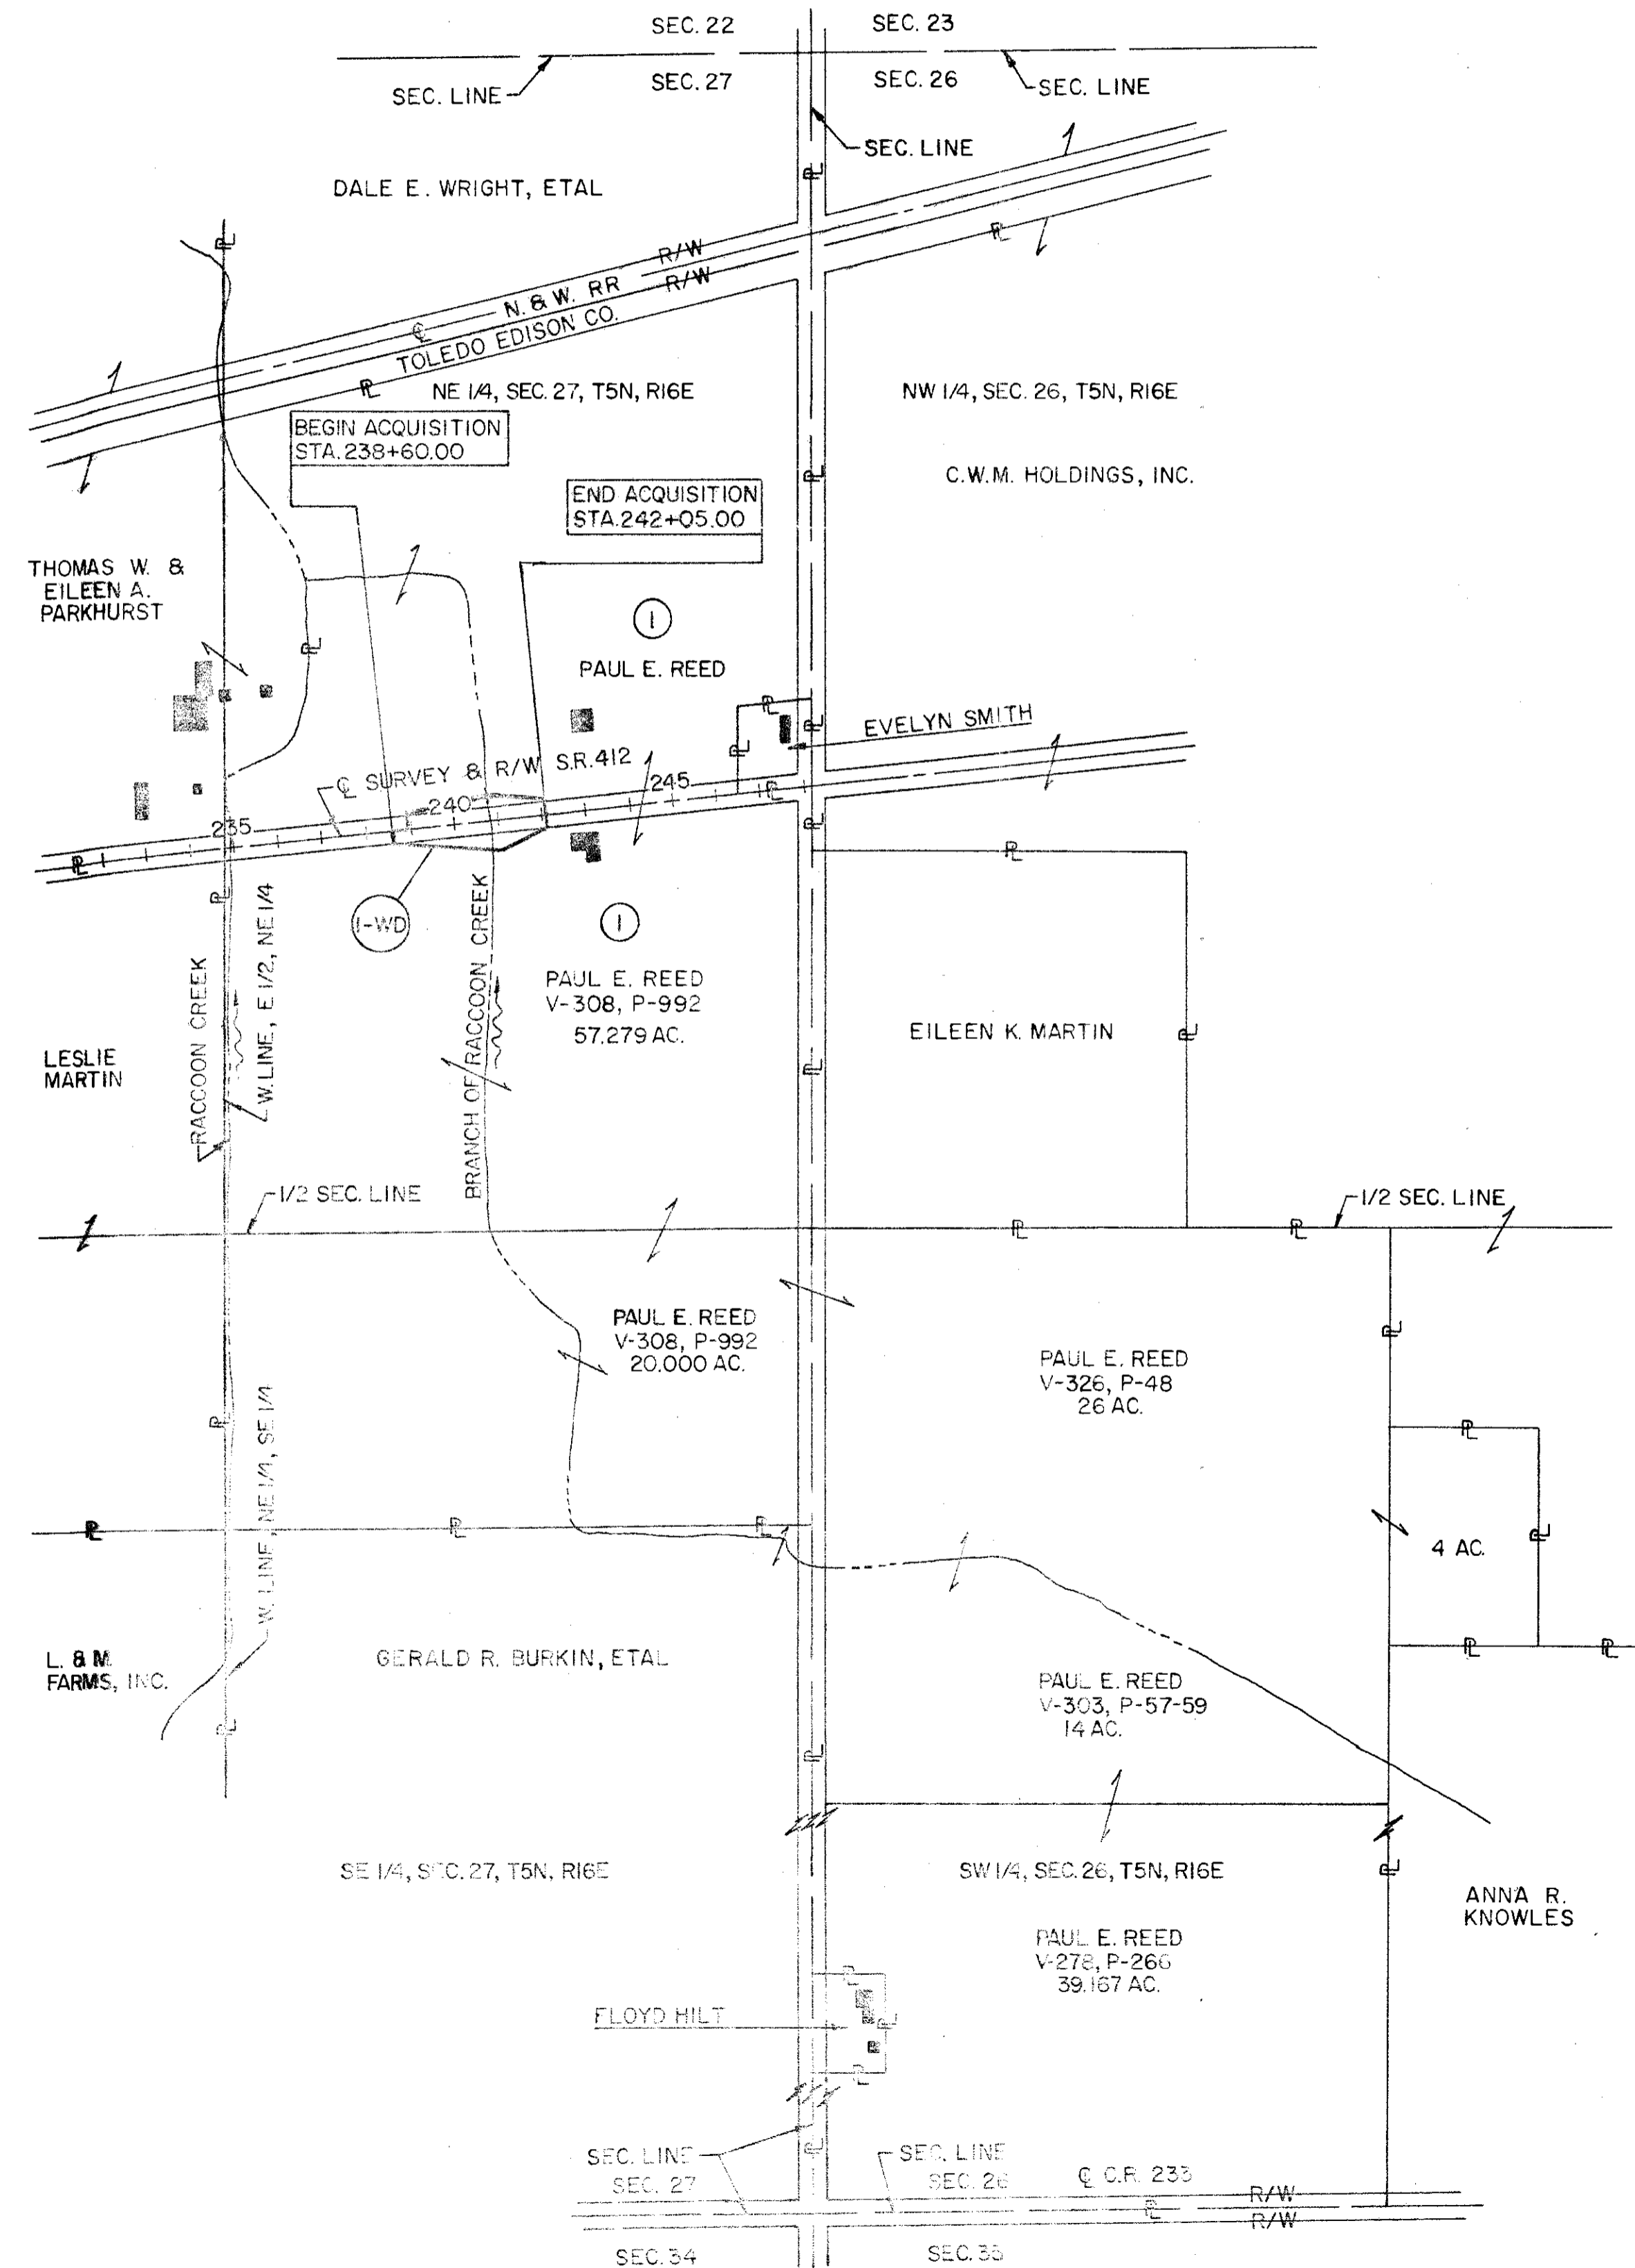 SEC. 22
SEC. 23
SEC. LINE
SEC. 27
SEC. 26
SEC. LINE
SEC. LINE
DALE E. WRIGHT, ETAL
R/W
N. & W. RR
R/W
℄
TOLEDO EDISON CO.
NE 1/4, SEC. 27, T5N, R16E
NW 1/4, SEC. 26, T5N, R16E
BEGIN ACQUISITION
STA. 238+60.00
C.W.M. HOLDINGS, INC.
END ACQUISITION
STA. 242+05.00
THOMAS W. &
EILEEN A.
PARKHURST
1
PAUL E. REED
EVELYN SMITH
℄ SURVEY & R/W S.R. 412
235
240
245
1-WD
1
PAUL E. REED
V-308, P-992
57.279 AC.
EILEEN K. MARTIN
LESLIE
MARTIN
RACCOON CREEK
W. LINE, E 1/2, NE 1/4
BRANCH OF RACCOON CREEK
1/2 SEC. LINE
1/2 SEC. LINE
PAUL E. REED
V-308, P-992
20.000 AC.
PAUL E. REED
V-326, P-48
26 AC.
W. LINE, NE 1/4, SE 1/4
4 AC.
L. & M.
FARMS, INC.
GERALD R. BURKIN, ETAL
PAUL E. REED
V-303, P-57-59
14 AC.
SE 1/4, SEC. 27, T5N, R16E
SW 1/4, SEC. 26, T5N, R16E
ANNA R.
KNOWLES
PAUL E. REED
V-278, P-266
39.167 AC.
FLOYD HILT
SEC. LINE
SEC. 27
SEC. LINE
SEC. 26
℄ C.R. 233
R/W
R/W
SEC. 34
SEC. 35